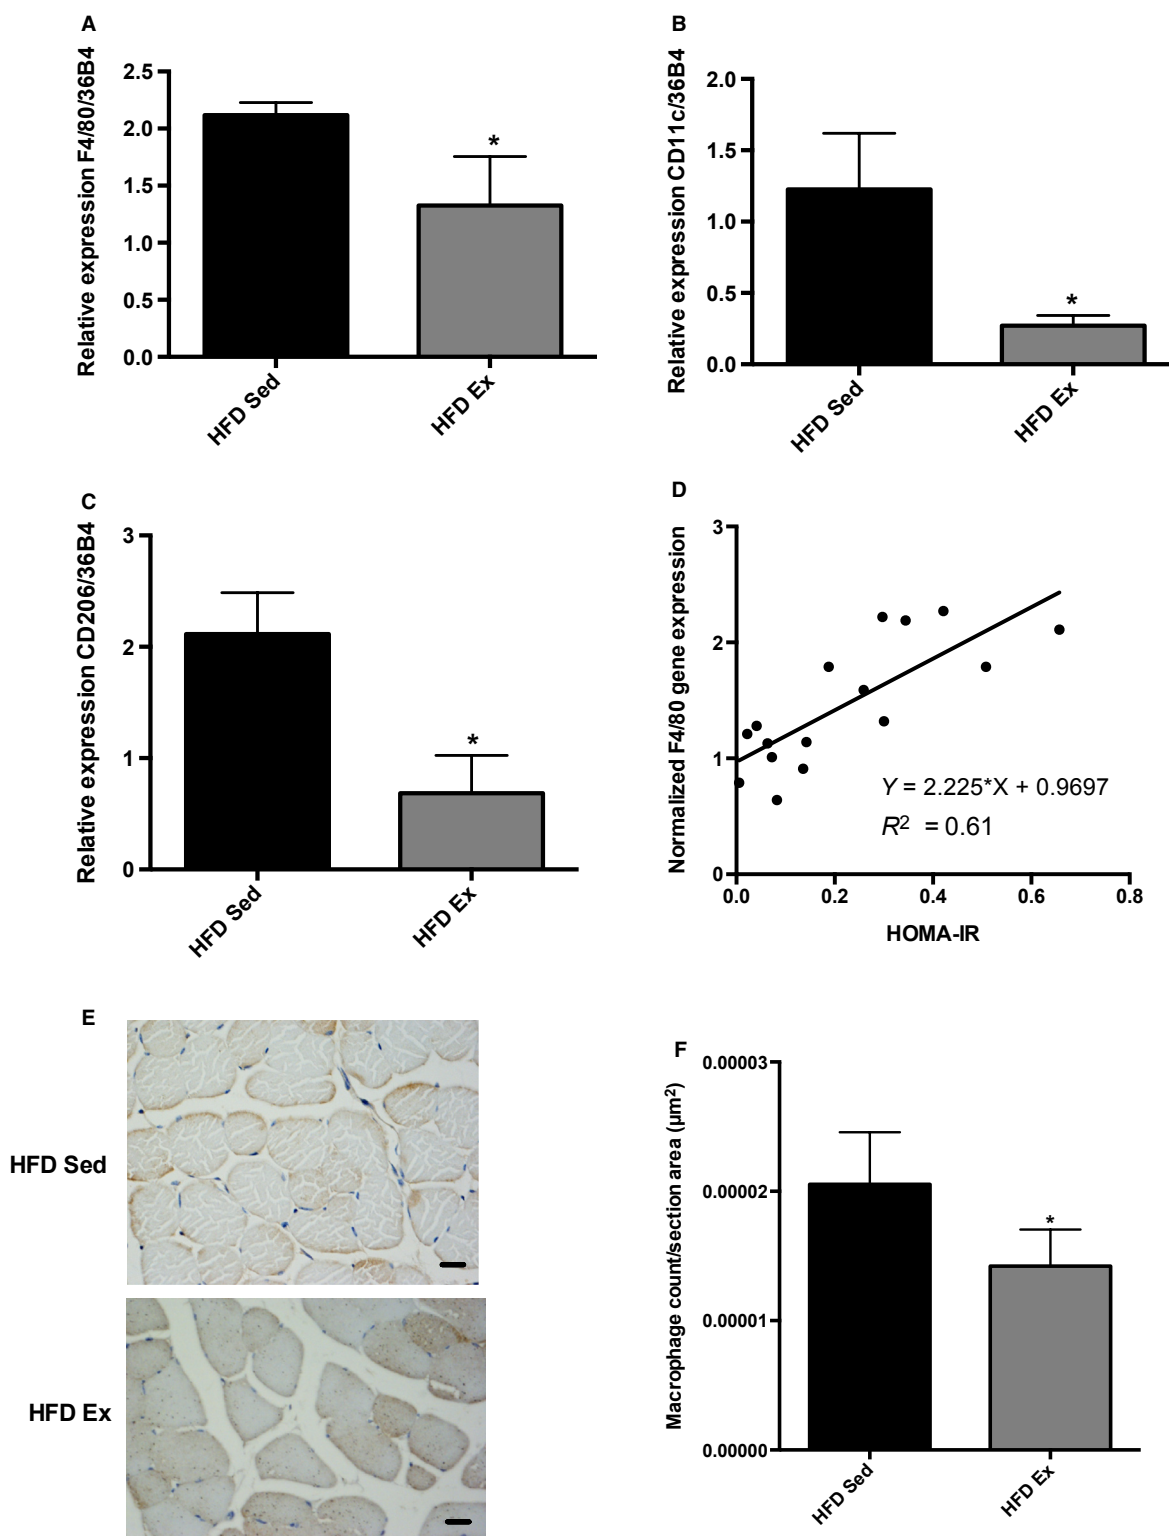 A
Relative expression F4/80/36B4
2.5
2.0
1.5
1.0
0.5
0.0
*
HFD Sed
HFD Ex
B
Relative expression CD11c/36B4
2.0
1.5
1.0
0.5
0.0
*
HFD Sed
HFD Ex
C
Relative expression CD206/36B4
3
2
1
0
*
HFD Sed
HFD Ex
D
Normalized F4/80 gene expression
3
2
1
0
Y = 2.225*X + 0.9697
R² = 0.61
0.0 0.2 0.4 0.6 0.8
HOMA-IR
E
HFD Sed
HFD Ex
F
Macrophage count/section area (µm²)
0.00003
0.00002
0.00001
0.00000
*
HFD Sed
HFD Ex